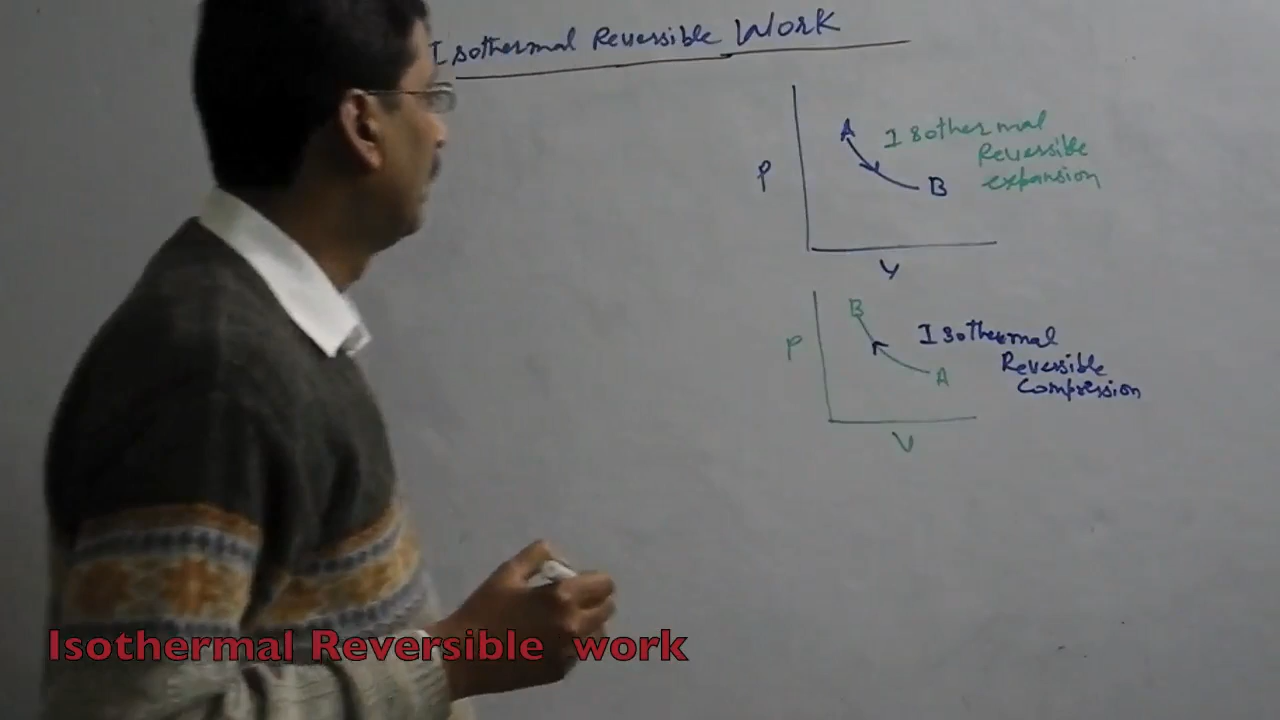 Isothermal Reversible Work
P
A
Isothermal
Reversible
expansion
B
V
P
B
Isothermal
Reversible
Compression
A
V
Isothermal Reversible work